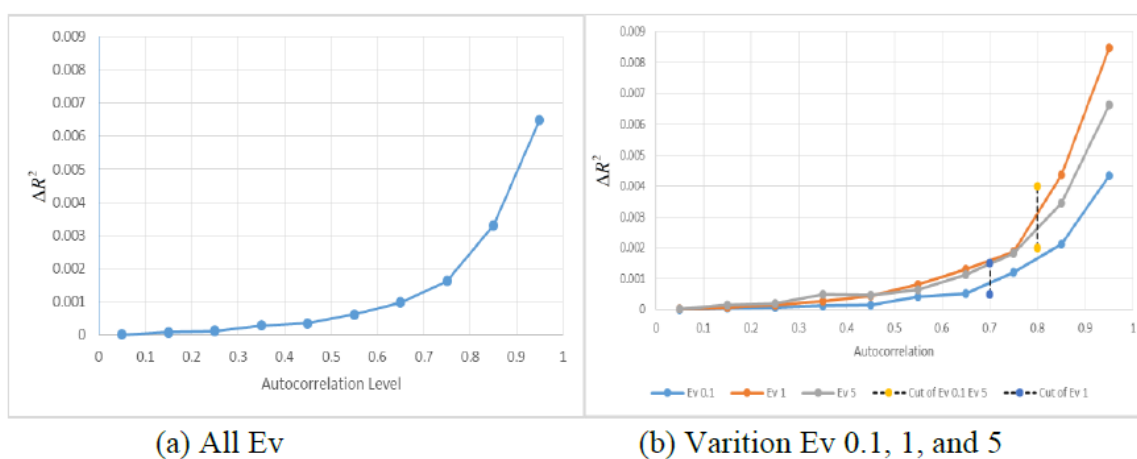 0.009
0.008
0.007
0.006
0.005
0.004
0.003
0.002
0.001
0
ΔR²
0 0.1 0.2 0.3 0.4 0.5 0.6 0.7 0.8 0.9 1
Autocorrelation Level
0.009
0.008
0.007
0.006
0.005
0.004
0.003
0.002
0.001
0
ΔR²
0 0.1 0.2 0.3 0.4 0.5 0.6 0.7 0.8 0.9 1
Autocorrelation
Ev 0.1 Ev 1 Ev 5 Cut of Ev 0.1 Ev 5 Cut of Ev 1
(a) All Ev
(b) Varition Ev 0.1, 1, and 5